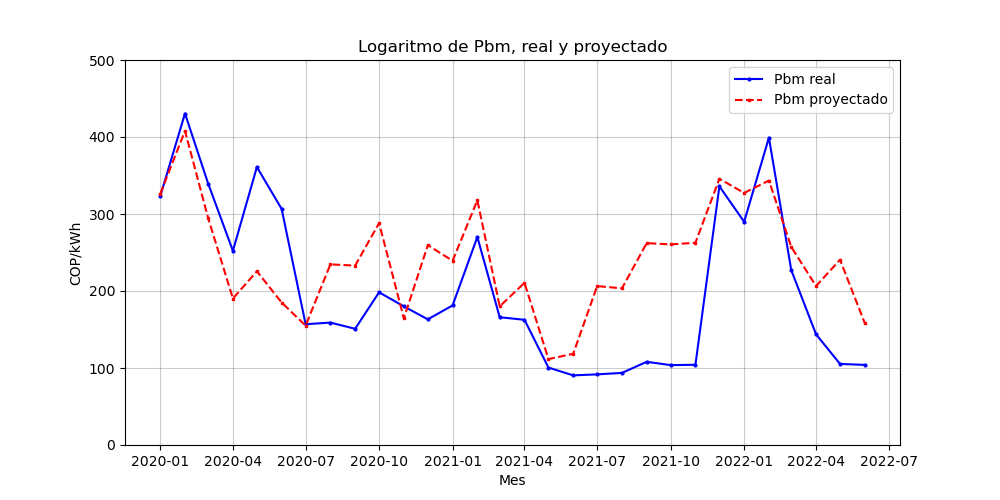 Logaritmo de Pbm, real y proyectado
Pbm real
Pbm proyectado
COP/kWh
500
400
300
200
100
0
2020-01 2020-04 2020-07 2020-10 2021-01 2021-04 2021-07 2021-10 2022-01 2022-04 2022-07
Mes